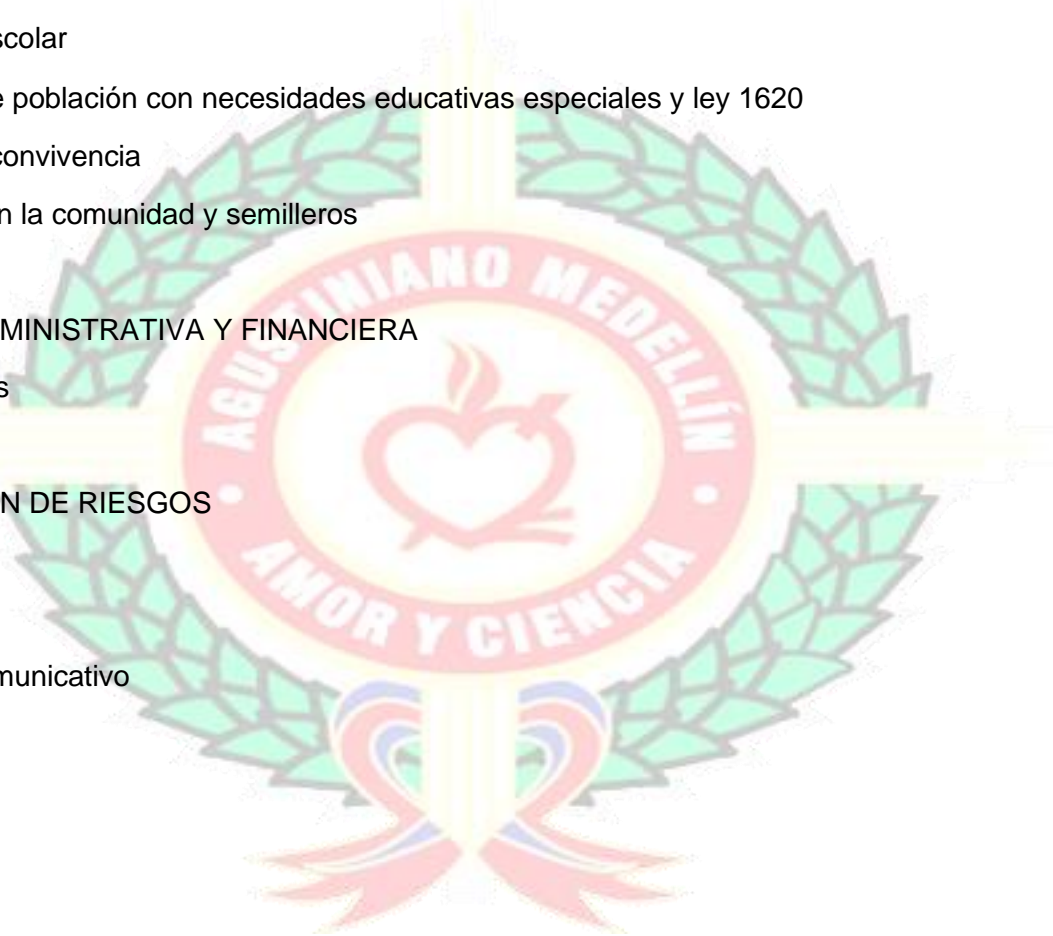 scolar
e población con necesidades educativas especiales y ley 1620
convivencia
n la comunidad y semilleros
MINISTRATIVA Y FINANCIERA
s
N DE RIESGOS
municativo
AGUSTINIANO MEDELLÍN
AMOR Y CIENCIA